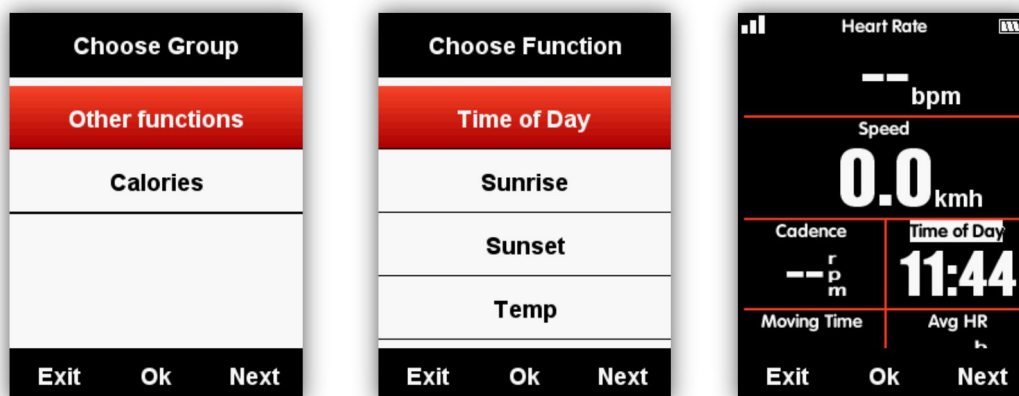 Choose Group
Other functions
Calories
Exit Ok Next
Choose Function
Time of Day
Sunrise
Sunset
Temp
Exit Ok Next
Heart Rate
-- bpm
Speed
0.0 kmh
Cadence Time of Day
-- rpm 11:44
Moving Time Avg HR
Exit Ok Next